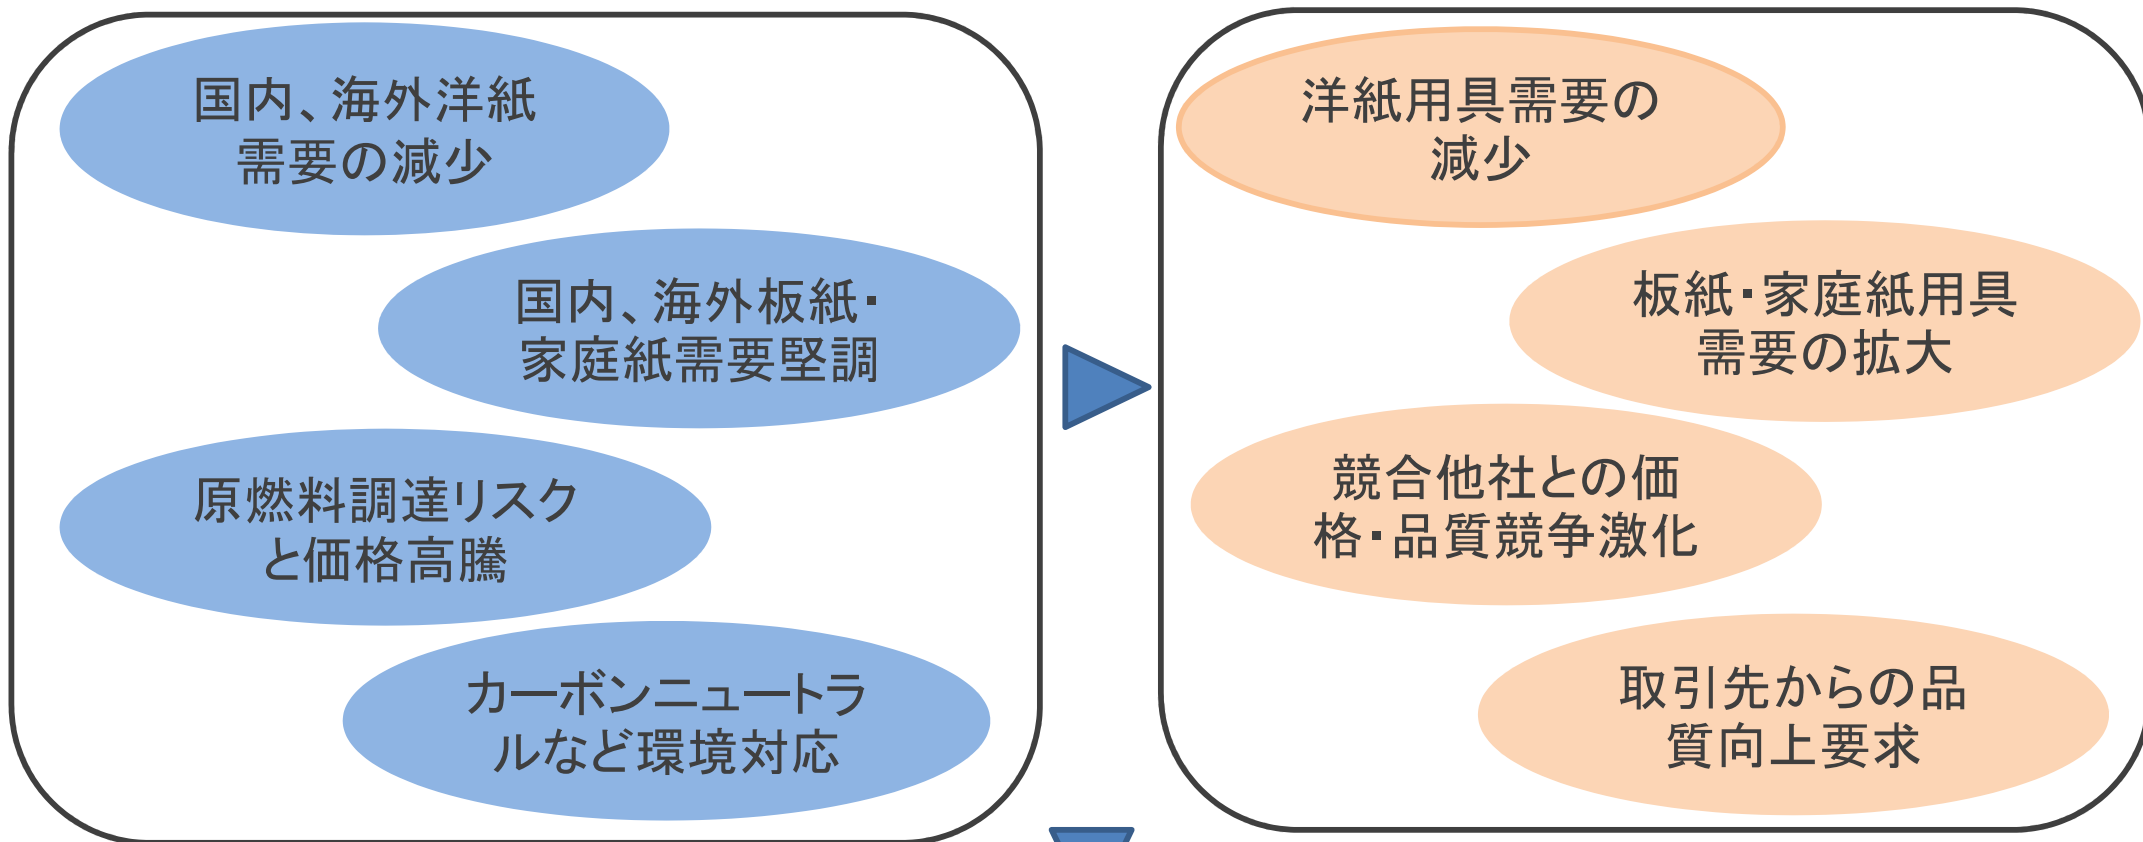 国内、海外洋紙
需要の減少
国内、海外板紙・
家庭紙需要堅調
原燃料調達リスク
と価格高騰
カーボンニュートラ
ルなど環境対応
洋紙用具需要の
減少
板紙・家庭紙用具
需要の拡大
競合他社との価
格・品質競争激化
取引先からの品
質向上要求